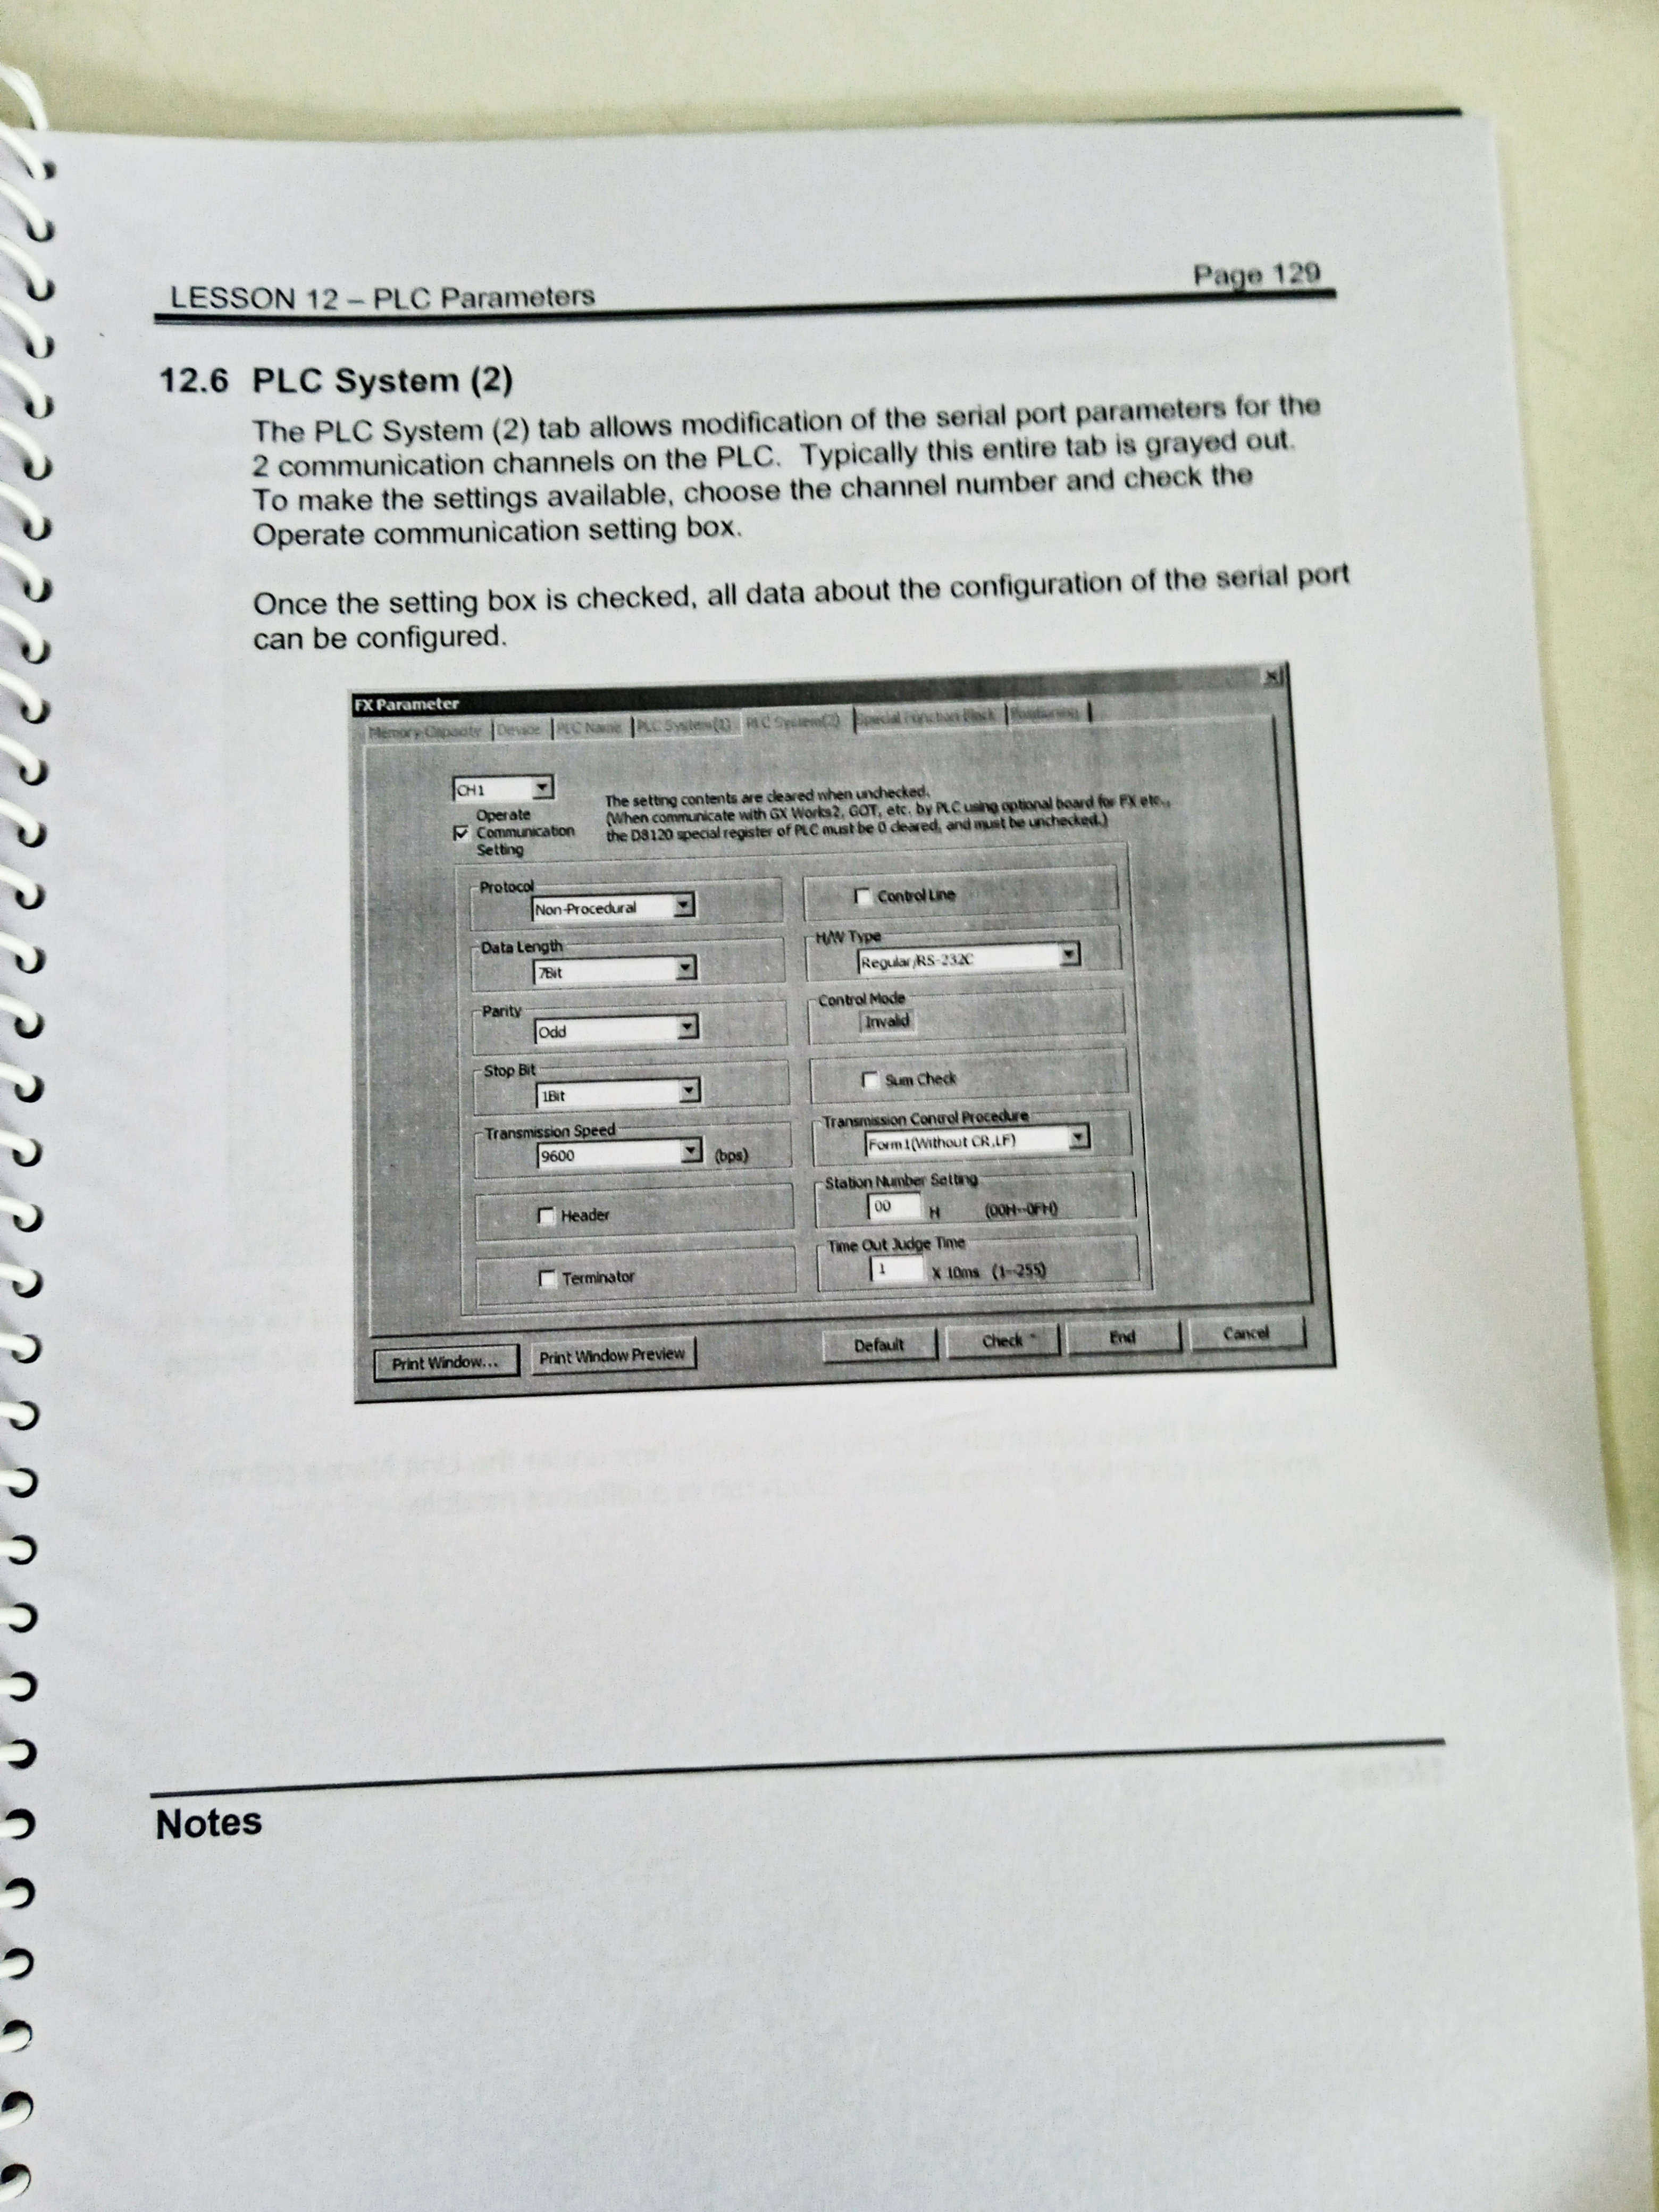 LESSON 12 – PLC Parameters Page 129
12.6 PLC System (2)
The PLC System (2) tab allows modification of the serial port parameters for the
2 communication channels on the PLC. Typically this entire tab is grayed out.
To make the settings available, choose the channel number and check the
Operate communication setting box.
Once the setting box is checked, all data about the configuration of the serial port
can be configured.
FX Parameter
Memory Capacity Device PLC Name PLC System(1) PLC System(2) Special Function Block Positioning
CH1
Operate
Communication
Setting
The setting contents are cleared when unchecked.
(When communicate with GX Works2, GOT, etc. by PLC using optional board for FX etc.,
the D8120 special register of PLC must be 0 cleared, and must be unchecked.)
Protocol
Non-Procedural
Control Line
Data Length
7Bit
H/W Type
Regular/RS-232C
Parity
Odd
Control Mode
Invalid
Stop Bit
1Bit
Sum Check
Transmission Speed
9600 (bps)
Transmission Control Procedure
Form1(Without CR,LF)
Header
Station Number Setting
00 H (00H--0FH)
Terminator
Time Out Judge Time
1 X 10ms (1--255)
Print Window... Print Window Preview Default Check End Cancel
Notes